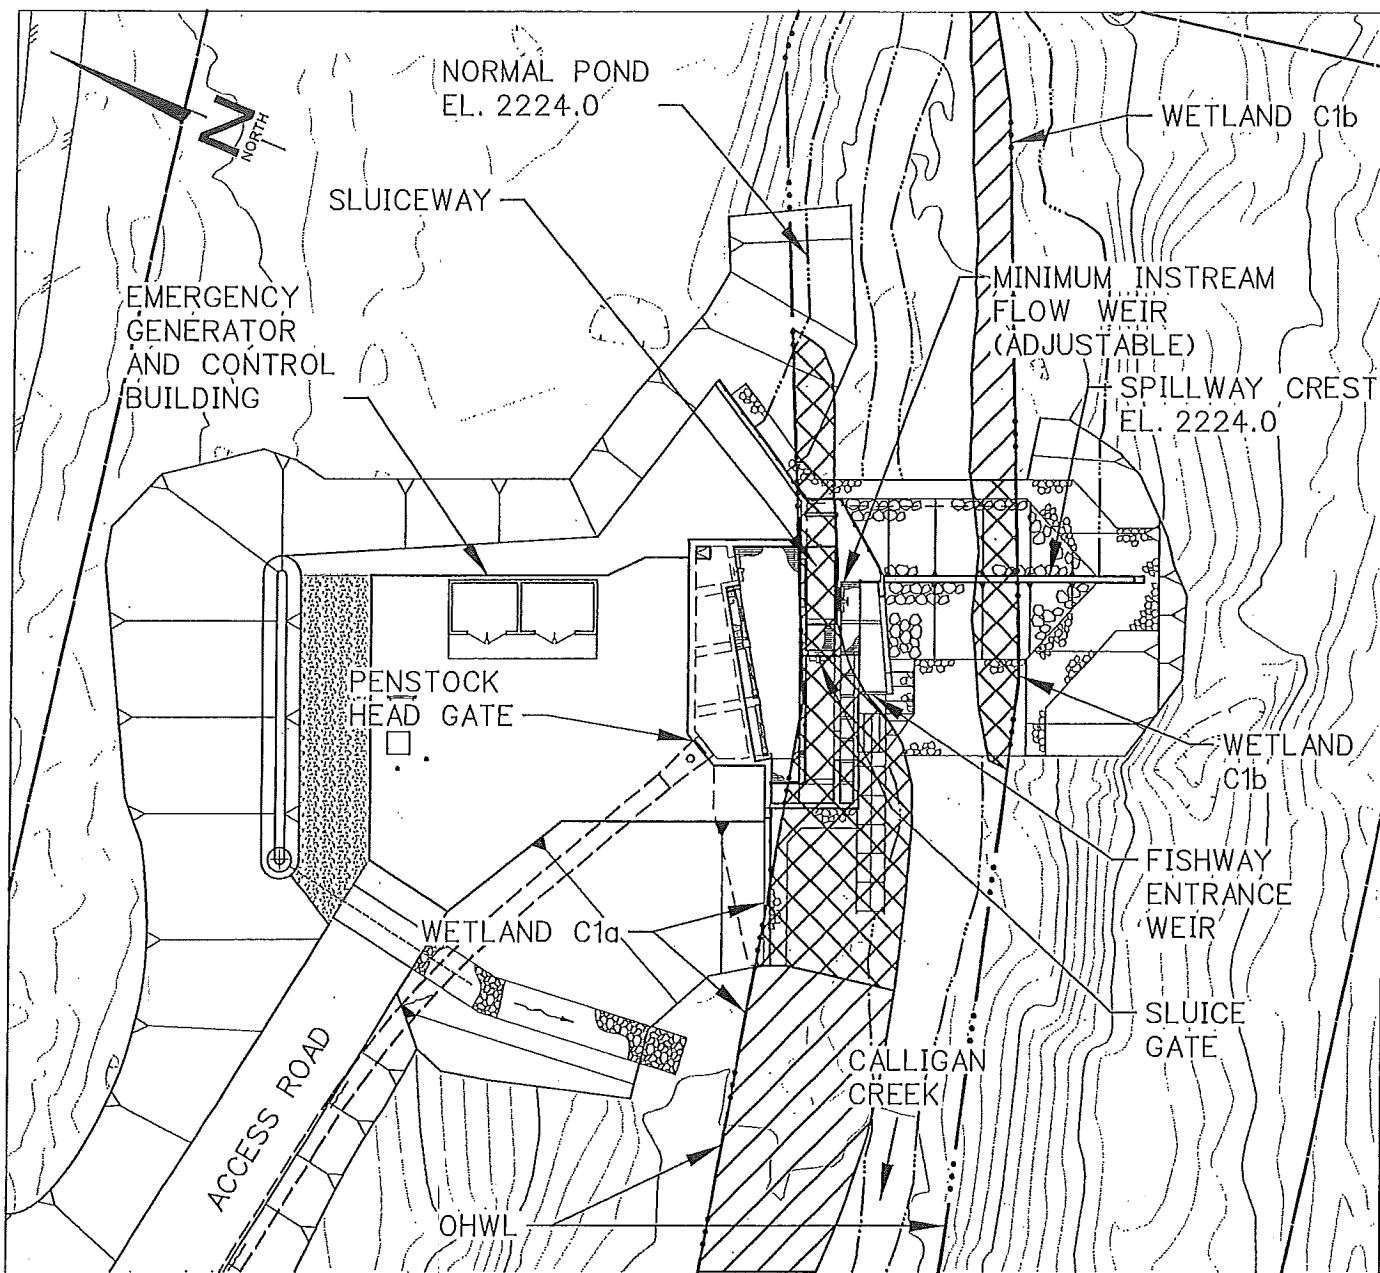 NORMAL POND
EL. 2224.0
WETLAND C1b
N
NORTH
SLUICEWAY
MINIMUM INSTREAM
FLOW WEIR
(ADJUSTABLE)
EMERGENCY
GENERATOR
AND CONTROL
BUILDING
SPILLWAY CREST
EL. 2224.0
PENSTOCK
HEAD GATE
WETLAND
C1b
FISHWAY
ENTRANCE
WEIR
WETLAND C1a
SLUICE
GATE
CALLIGAN
CREEK
ACCESS ROAD
OHWL